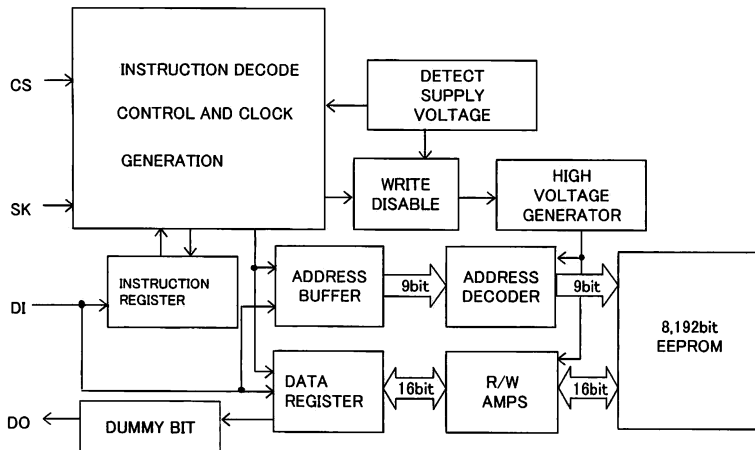 CS
INSTRUCTION DECODE
CONTROL AND CLOCK
GENERATION
DETECT
SUPPLY
VOLTAGE
SK
WRITE
DISABLE
HIGH
VOLTAGE
GENERATOR
DI
INSTRUCTION
REGISTER
ADDRESS
BUFFER
9bit
ADDRESS
DECODER
9bit
8,192bit
EEPROM
DATA
REGISTER
16bit
R/W
AMPS
16bit
DO
DUMMY BIT